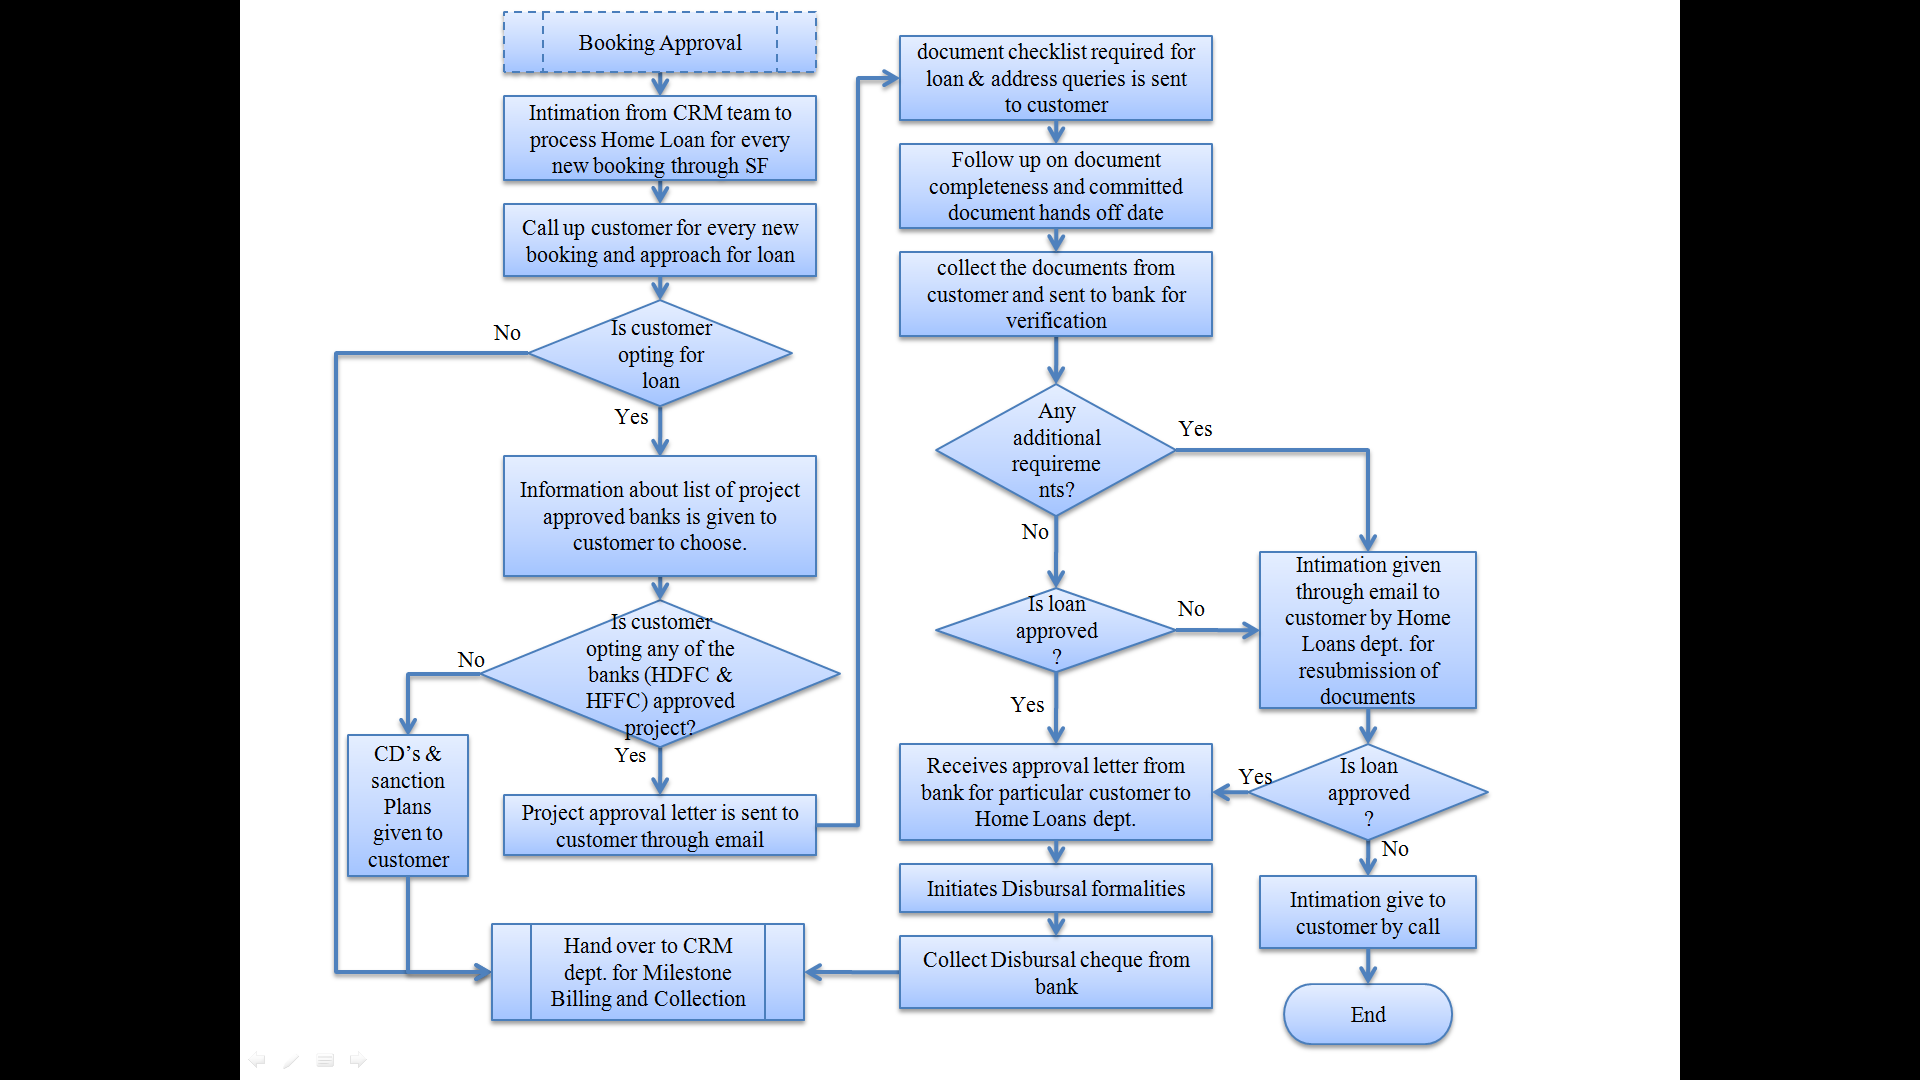 Booking Approval
Intimation from CRM team to
process Home Loan for every
new booking through SF
Call up customer for every new
booking and approach for loan
Is customer
opting for
loan
No
Yes
Information about list of project
approved banks is given to
customer to choose.
Is customer
opting any of the
banks (HDFC &
HFFC) approved
project?
No
Yes
CD’s &
sanction
Plans
given to
customer
Project approval letter is sent to
customer through email
Hand over to CRM
dept. for Milestone
Billing and Collection
document checklist required for
loan & address queries is sent
to customer
Follow up on document
completeness and committed
document hands off date
collect the documents from
customer and sent to bank for
verification
Any
additional
requireme
nts?
Yes
No
Is loan
approved
?
No
Yes
Intimation given
through email to
customer by Home
Loans dept. for
resubmission of
documents
Receives approval letter from
bank for particular customer to
Home Loans dept.
Yes
Is loan
approved
?
No
Initiates Disbursal formalities
Collect Disbursal cheque from
bank
Intimation give to
customer by call
End